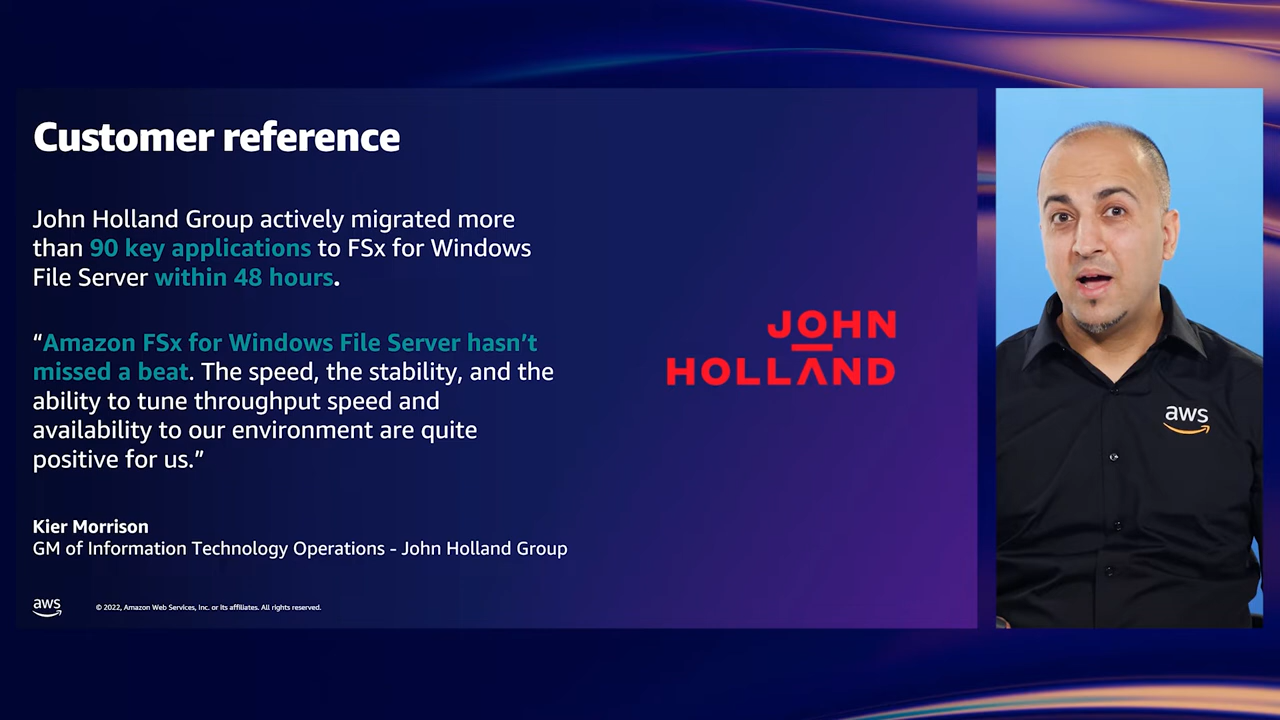 Customer reference
John Holland Group actively migrated more
than 90 key applications to FSx for Windows
File Server within 48 hours.
“Amazon FSx for Windows File Server hasn’t
missed a beat. The speed, the stability, and the
ability to tune throughput speed and
availability to our environment are quite
positive for us.”
Kier Morrison
GM of Information Technology Operations - John Holland Group
aws
© 2022, Amazon Web Services, Inc. or its affiliates. All rights reserved.
JOHN
HOLLAND
aws